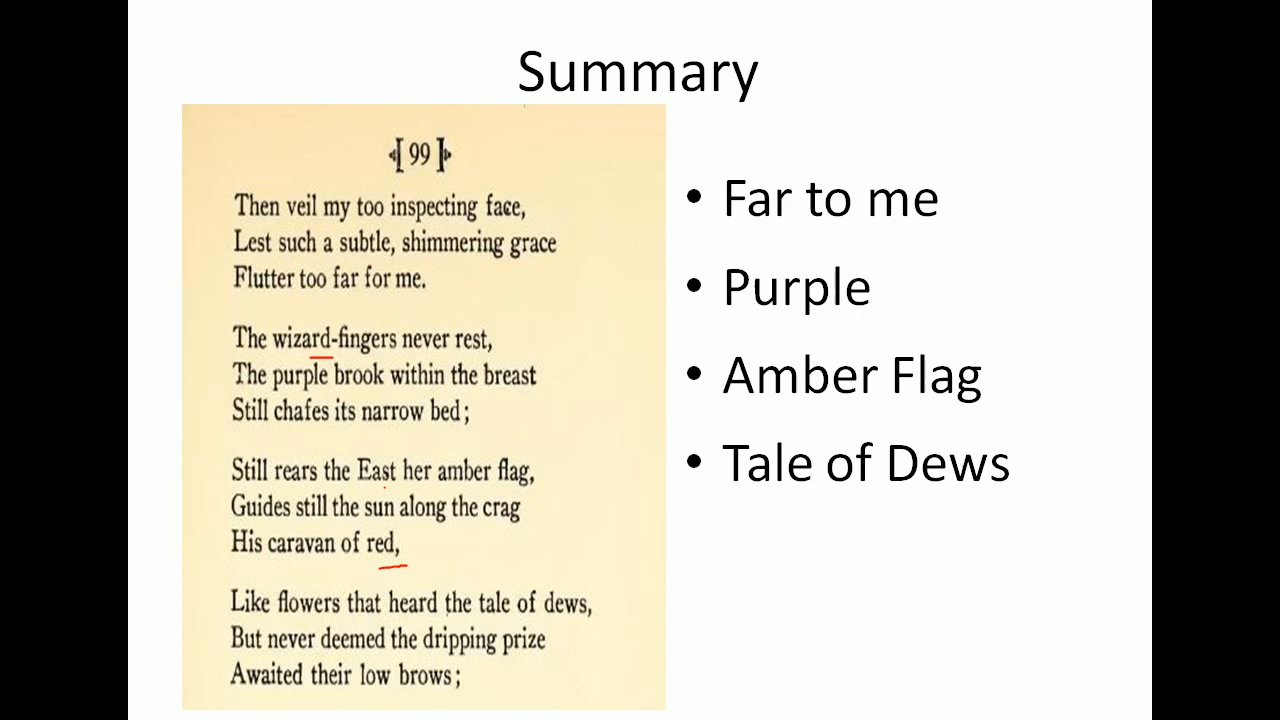 Summary
99
Then veil my too inspecting face,
Lest such a subtle, shimmering grace
Flutter too far for me.
The wizard-fingers never rest,
The purple brook within the breast
Still chafes its narrow bed;
Still rears the East her amber flag,
Guides still the sun along the crag
His caravan of red,
Like flowers that heard the tale of dews,
But never deemed the dripping prize
Awaited their low brows;
• Far to me
• Purple
• Amber Flag
• Tale of Dews